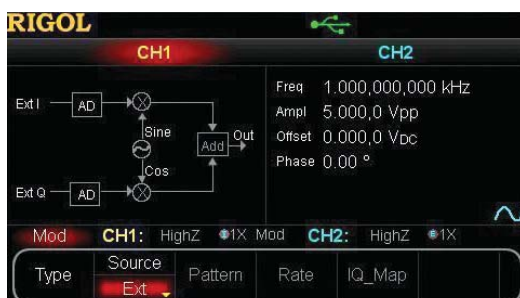 RIGOL
CH1 CH2
Ext I AD
Sine
Add Out
Cos
Ext Q AD
Freq 1.000,000,000 kHz
Ampl 5.000,0 Vpp
Offset 0.000,0 VDC
Phase 0.00 °
Mod CH1: HighZ 1X Mod CH2: HighZ 1X
Type Source Pattern Rate IQ_Map
Ext